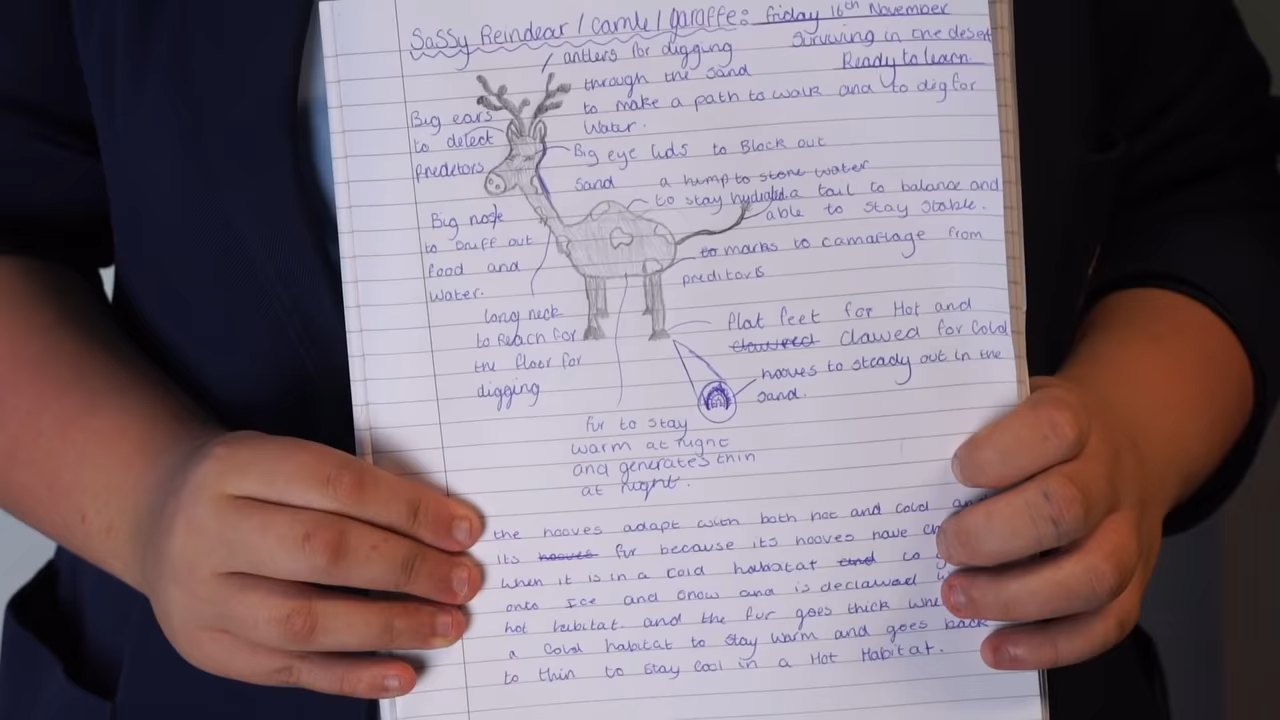 Sassy Reindear / camle / garaffe: Friday 16th November
Surviving in the desert
Ready to learn.
antlers for digging
through the sand
to make a path to walk and to dig for
Water.
Big ears
to detect
Predetors
Big eye lids to Block out
Sand
a hump to store water
to stay hydrated.
a tail to balance and
able to stay stable.
Big nose
to snuff out
food and
Water.
to marks to camaflage from
preditors
long neck
to Reach for
the floor for
digging
flat feet for Hot and
clawed for Cold
hooves to steady out in the
sand.
fur to stay
warm at night
and generates thin
at night.
the hooves adapt with both hot and cold and
its hooves fur because its hooves have
when it is in a cold habitat and to
onto Ice and Snow and is declawed
hot habitat. and the fur goes thick
a Cold habitat to stay warm and goes back
to thin to stay Cool in a Hot Habitat.